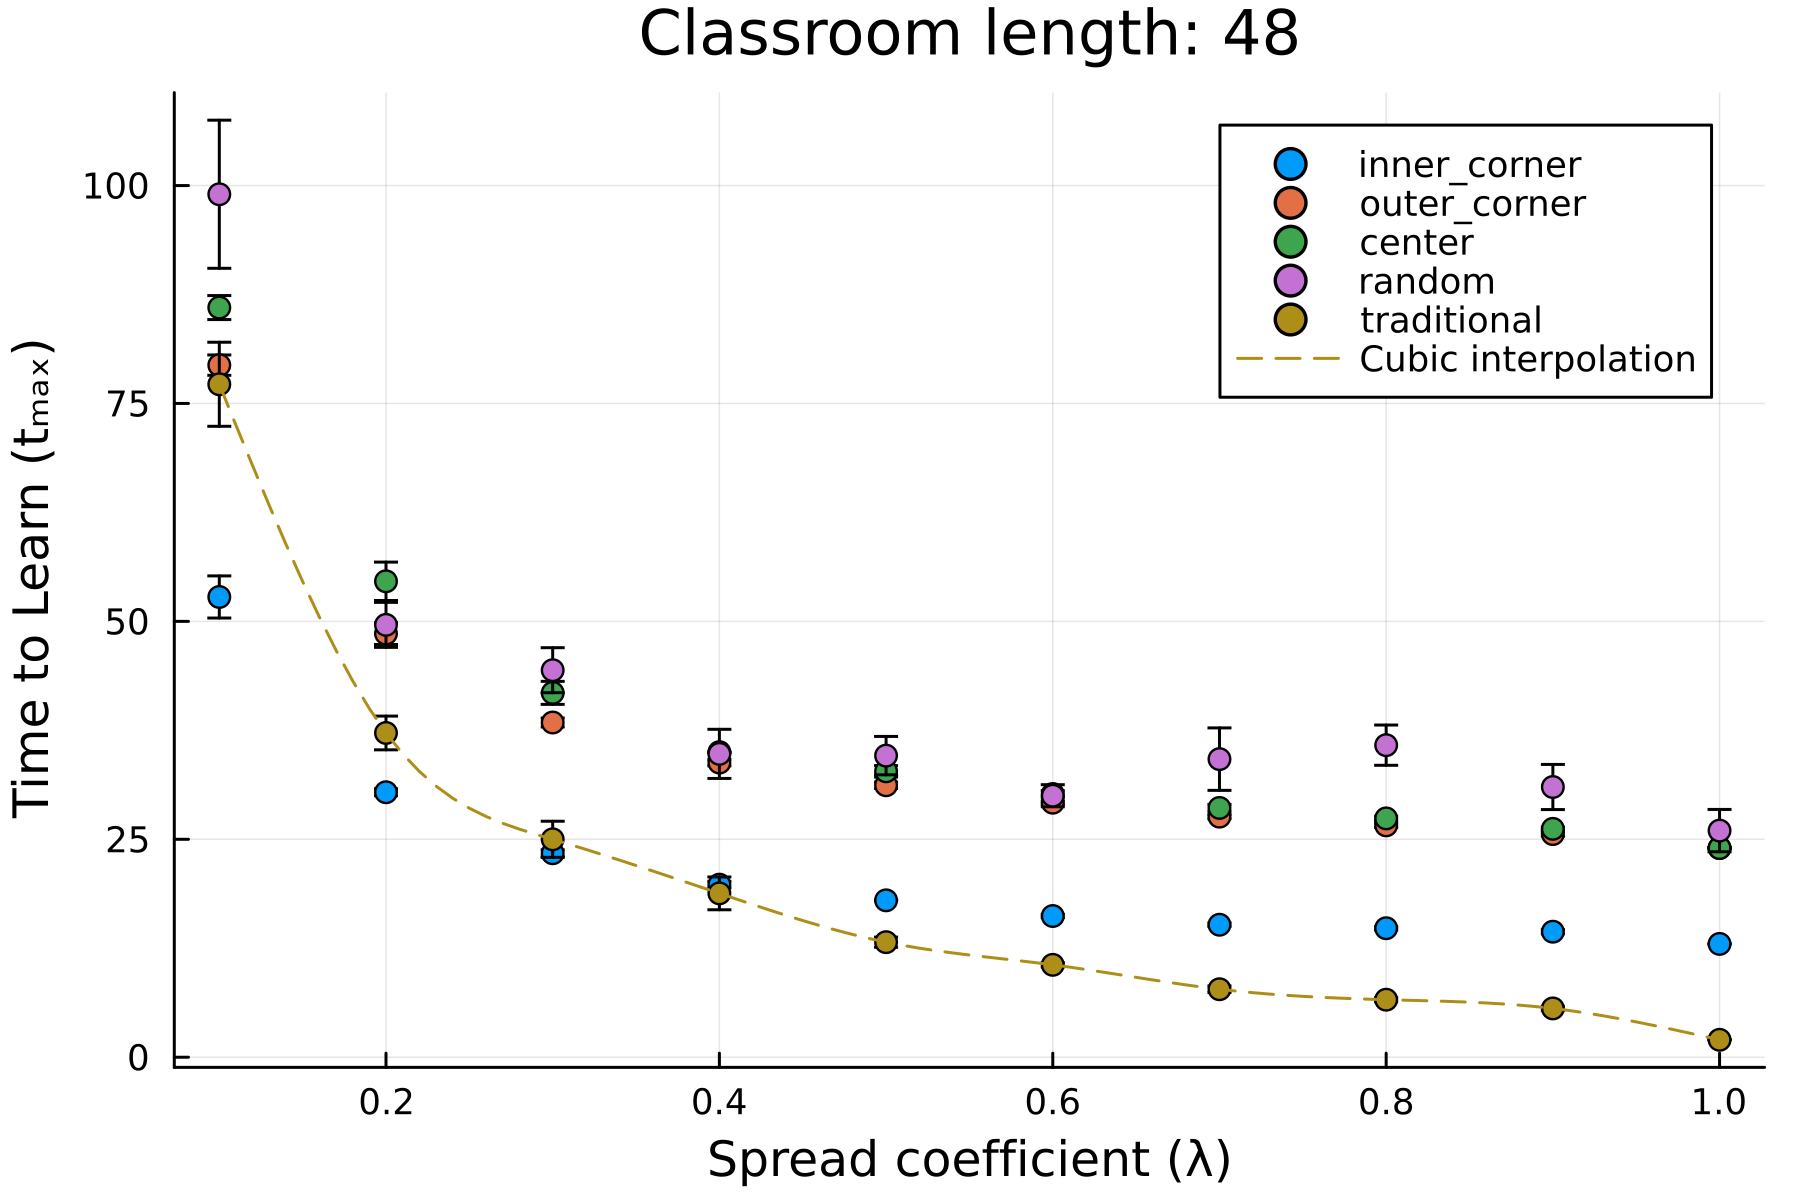 Classroom length: 48
Time to Learn (tₘₐₓ)
100
75
50
25
0
inner_corner
outer_corner
center
random
traditional
Cubic interpolation
0.2 0.4 0.6 0.8 1.0
Spread coefficient (λ)